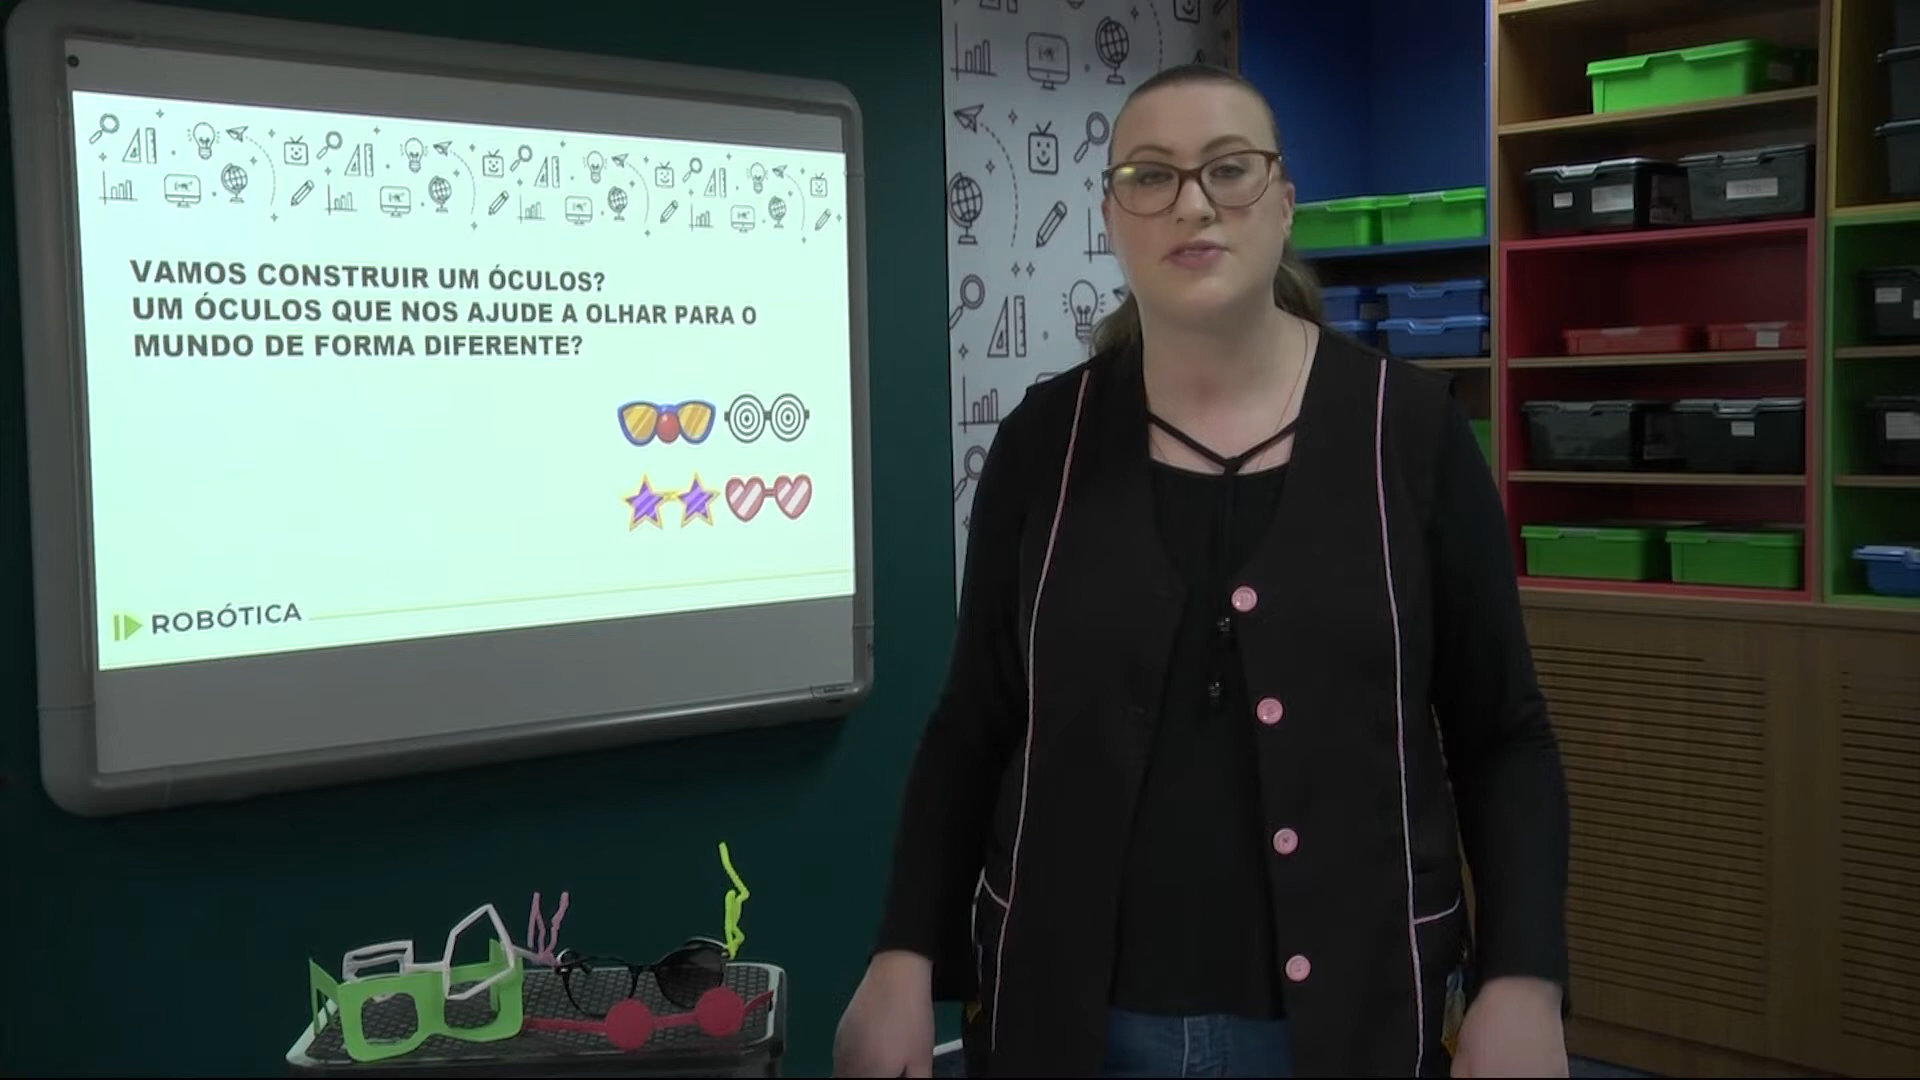 VAMOS CONSTRUIR UM ÓCULOS?
UM ÓCULOS QUE NOS AJUDE A OLHAR PARA O
MUNDO DE FORMA DIFERENTE?
ROBÓTICA